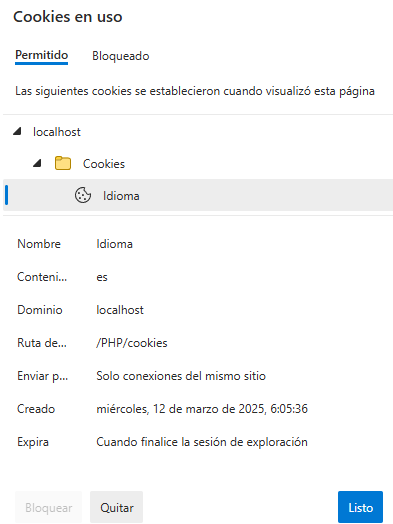 Cookies en uso
Permitido Bloqueado
Las siguientes cookies se establecieron cuando visualizó esta página
localhost
Cookies
Idioma
Nombre Idioma
Conteni... es
Dominio localhost
Ruta de... /PHP/cookies
Enviar p... Solo conexiones del mismo sitio
Creado miércoles, 12 de marzo de 2025, 6:05:36
Expira Cuando finalice la sesión de exploración
Bloquear Quitar Listo